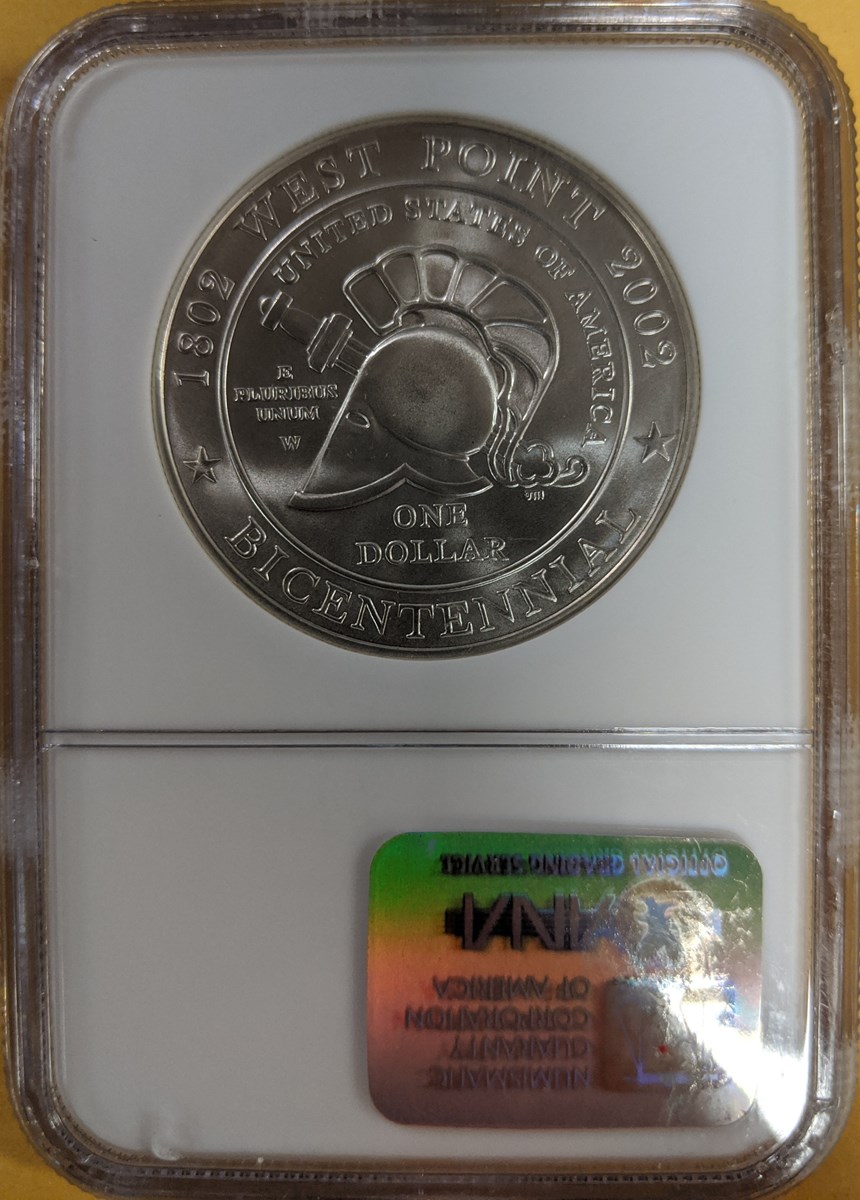 1802 WEST POINT 2002
UNITED STATES OF AMERICA
E
PLURIBUS
UNUM
W
ONE
DOLLAR
BICENTENNIAL
NUMISMATIC
GUARANTY
CORPORATION
OF AMERICA
OFFICIAL GRADING SERVICE